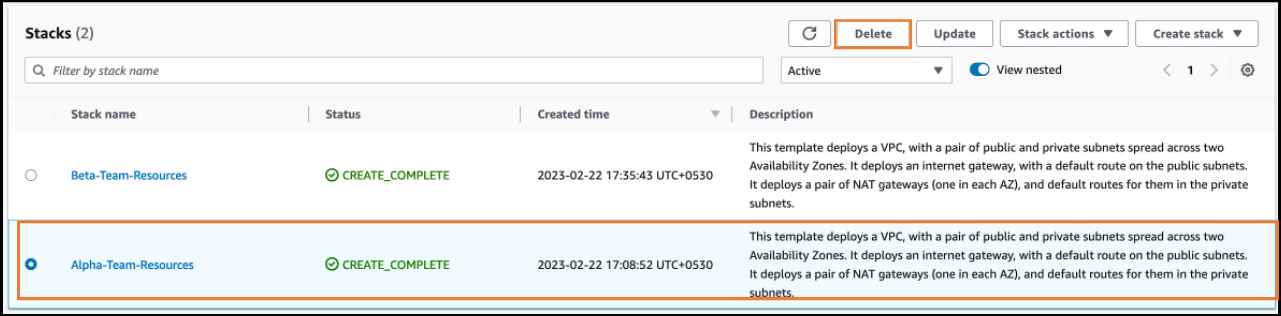 Stacks (2)
Delete
Update
Stack actions
Create stack
Filter by stack name
Active
View nested
1
Stack name
Status
Created time
Description
Beta-Team-Resources
CREATE_COMPLETE
2023-02-22 17:35:43 UTC+0530
This template deploys a VPC, with a pair of public and private subnets spread across two
Availability Zones. It deploys an internet gateway, with a default route on the public subnets.
It deploys a pair of NAT gateways (one in each AZ), and default routes for them in the private
subnets.
Alpha-Team-Resources
CREATE_COMPLETE
2023-02-22 17:08:52 UTC+0530
This template deploys a VPC, with a pair of public and private subnets spread across two
Availability Zones. It deploys an internet gateway, with a default route on the public subnets.
It deploys a pair of NAT gateways (one in each AZ), and default routes for them in the private
subnets.